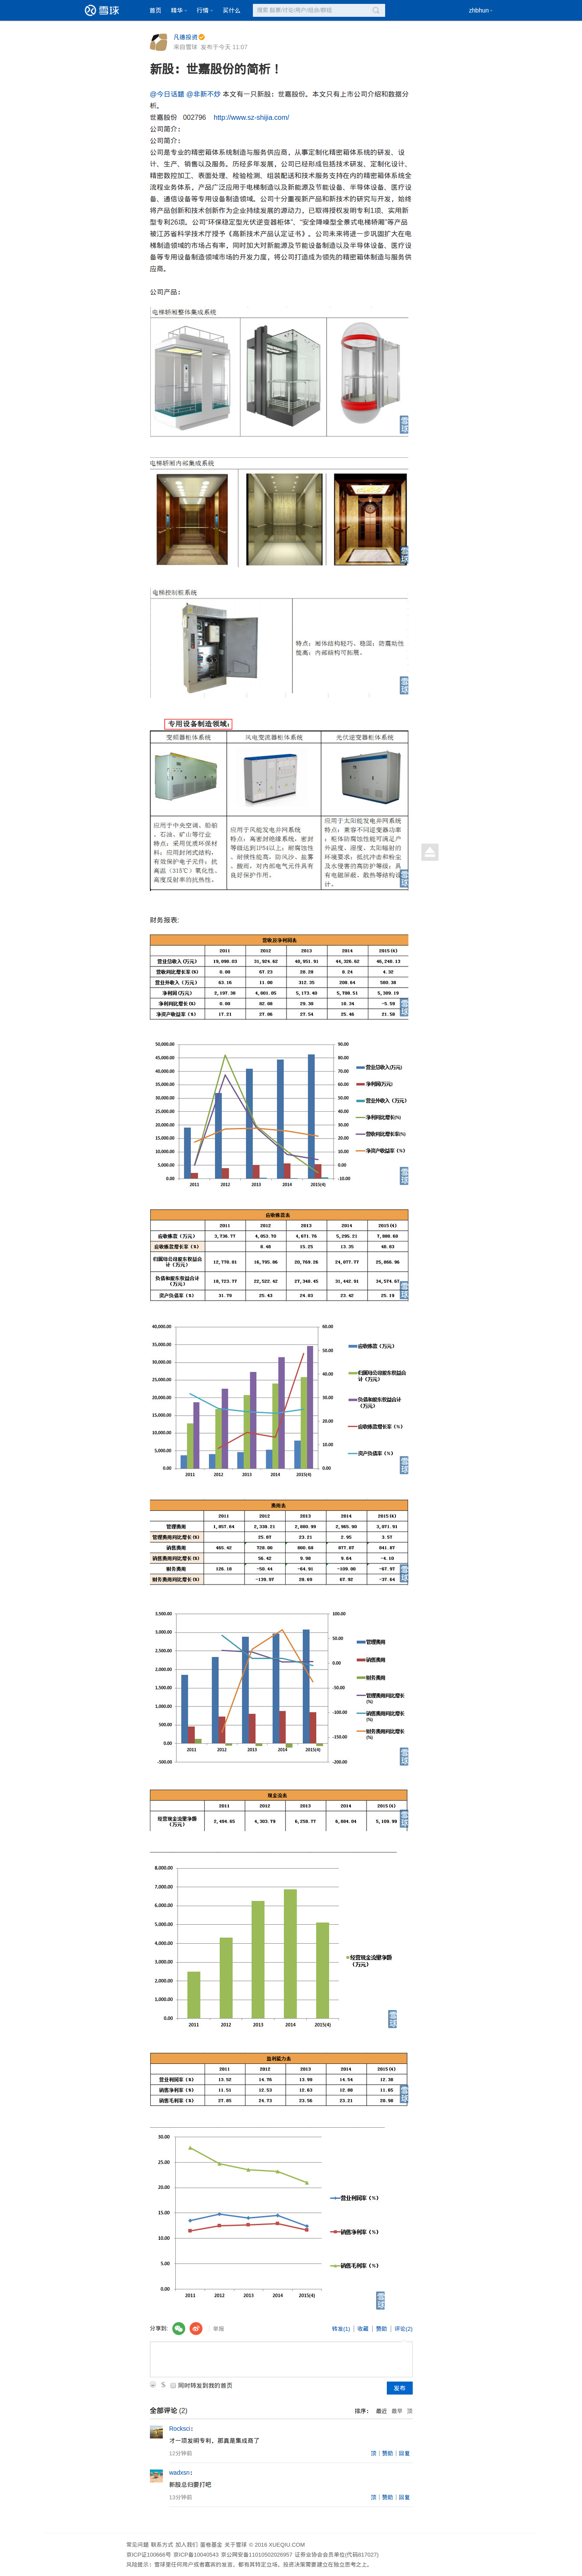 雪球
首页 精华 行情 买什么
搜索 股票/讨论/用户/组合/群组
zhbhun
凡德投资
来自雪球 发布于今天 11:07
新股：世嘉股份的简析！
@今日话题 @非新不炒 本文有一只新股：世嘉股份。本文只有上市公司介绍和数据分
析。
世嘉股份 002796 http://www.sz-shijia.com/
公司简介：
公司简介：
公司是专业的精密箱体系统制造与服务供应商，从事定制化精密箱体系统的研发、设
计、生产、销售以及服务。历经多年发展，公司已经形成包括技术研发、定制化设计、
精密数控加工、表面处理、检验检测、组装配送和技术服务支持在内的精密箱体系统全
流程业务体系，产品广泛应用于电梯制造以及新能源及节能设备、半导体设备、医疗设
备、通信设备等专用设备制造领域。公司十分重视新产品和新技术的研究与开发，始终
将产品创新和技术创新作为企业持续发展的源动力，已取得授权发明专利1项、实用新
型专利26项。公司“环保稳定型光伏逆变器柜体”、“安全降噪型全景式电梯轿厢”等产品
被江苏省科学技术厅授予《高新技术产品认定证书》。公司未来将进一步巩固扩大在电
梯制造领域的市场占有率，同时加大对新能源及节能设备制造以及半导体设备、医疗设
备等专用设备制造领域市场的开发力度，将公司打造成为领先的精密箱体制造与服务供
应商。
公司产品：
电梯轿厢整体集成系统
电梯轿厢内部集成系统
电梯控制柜系统
特点：厢体结构轻巧、稳固；防震动性
能高；内部结构可拓展。
专用设备制造领域：
变频器柜体系统 风电变流器柜体系统 光伏逆变器柜体系统
应用于中央空调、船舶
、石油、矿山等行业
特点：采用优质环保材
料；应用封闭式结构，
有效保护电子元件；抗
高温（315℃）氧化性、
高度反射率的抗热性。
应用于风能发电并网系统
特点：高密封绝缘系统，密封
等级达到IP54以上；耐腐蚀性
、耐候性能高，防风沙、盐雾
、酸雨，对内部电气元件具有
良好保护作用。
应用于太阳能发电并网系统
特点：兼容不同逆变器功率
；柜体防腐蚀性能可满足户
外温度、湿度、太阳辐射的
环境要求；抵抗冲击和粉尘
及水侵害的高防护等级；具
有电磁屏蔽、散热等结构设
计。
财务报表:
营收及净利润表
2011 2012 2013 2014 2015(4)
营业总收入(万元) 19,090.03 31,924.62 40,951.91 44,326.62 46,240.13
营收同比增长率(%) 0.00 67.23 28.28 8.24 4.32
营业外收入（万元） 63.16 11.00 312.35 208.64 580.38
净利润(万元) 2,197.38 4,001.05 5,173.40 5,708.51 5,389.19
净利同比增长(%) 0.00 82.08 29.30 10.34 -5.59
净资产收益率（%） 17.21 27.06 27.54 25.46 21.58
营业总收入(万元)
净利润(万元)
营业外收入（万元）
净利同比增长(%)
营收同比增长率(%)
净资产收益率（%）
应收账款表
2011 2012 2013 2014 2015(4)
应收账款（万元） 3,736.77 4,053.70 4,671.76 5,295.21 7,880.60
应收账款增长率（%） 8.48 15.25 13.35 48.83
归属母公司股东权益合
计（万元） 12,770.01 16,795.06 20,769.26 24,077.77 25,866.96
负债和股东权益合计
（万元） 18,723.77 22,522.42 27,340.45 31,442.91 34,574.67
资产负债率（%） 31.79 25.43 24.03 23.42 25.19
应收账款（万元）
归属母公司股东权益合
计（万元）
负债和股东权益合计
（万元）
应收账款增长率（%）
资产负债率（%）
费用表
2011 2012 2013 2014 2015(4)
管理费用
管理费用同比增长(%) 25.87 23.21 2.95 3.57
销售费用 465.42 728.00 800.68 877.87 841.87
销售费用同比增长(%) 56.42 9.98 9.64 -4.10
财务费用 126.18 -50.44 -64.91 -109.00 -67.97
财务费用同比增长(%) -139.97 28.69 67.92 -37.64
管理费用
销售费用
财务费用
管理费用同比增长
(%)
销售费用同比增长
(%)
财务费用同比增长
(%)
现金流表
2011 2012 2013 2014 2015(4)
经营现金流量净额
（万元） 2,494.65 4,303.79 6,250.77 6,884.04 5,109.99
经营现金流量净额
（万元）
盈利能力表
2011 2012 2013 2014 2015(4)
营业利润率（%） 13.52 14.76 13.99 14.54 12.38
销售净利率（%） 11.51 12.53 12.63 12.88 11.65
销售毛利率（%） 27.85 24.73 23.56 23.21 20.98
营业利润率（%）
销售净利率（%）
销售毛利率（%）
分享到: 举报 转发(1) 收藏 赞助 评论(2)
同时转发到我的首页
发布
全部评论 (2)
排序： 最近 最早 顶
Rocksci：
才一项发明专利，那真是集成商了
12分钟前 顶 赞助 回复
wadxsn：
新股总归要打吧
13分钟前 顶 赞助 回复
常见问题 联系方式 加入我们 蛋卷基金 关于雪球 © 2016 XUEQIU.COM
京ICP证100666号 京ICP备10040543 京公网安备11010502026957 证券业协会会员单位(代码817027)
风险提示：雪球里任何用户或者嘉宾的发言，都有其特定立场，投资决策需要建立在独立思考之上。